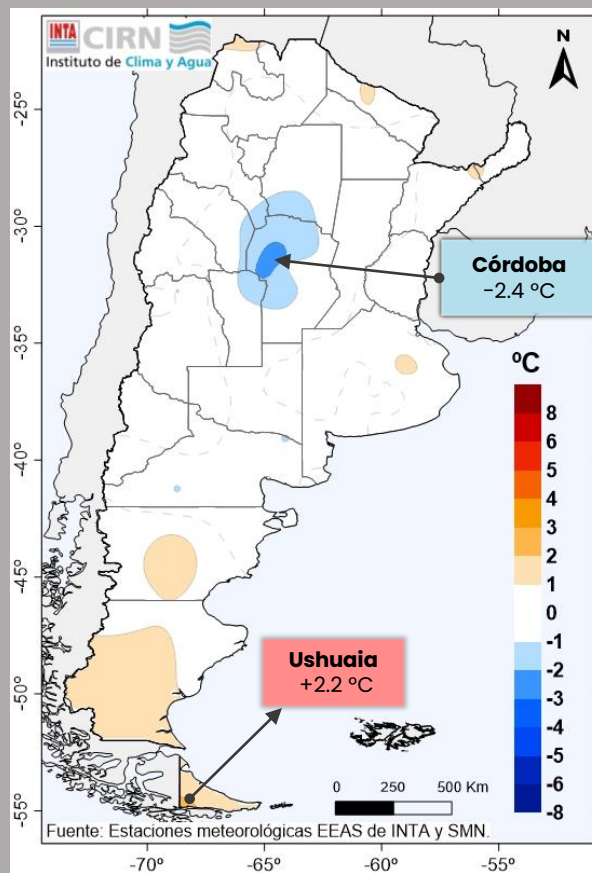 INTA CIRN
Instituto de Clima y Agua
N
-25°
-30°
Córdoba
-2.4 °C
-35°
ºC
8
7
6
5
4
3
2
1
0
-1
-2
-3
-4
-5
-6
-8
-40°
-45°
Ushuaia
+2.2 °C
-50°
0 250 500 Km
-55°
Fuente: Estaciones meteorológicas EEAS de INTA y SMN.
-70° -65° -60° -55°